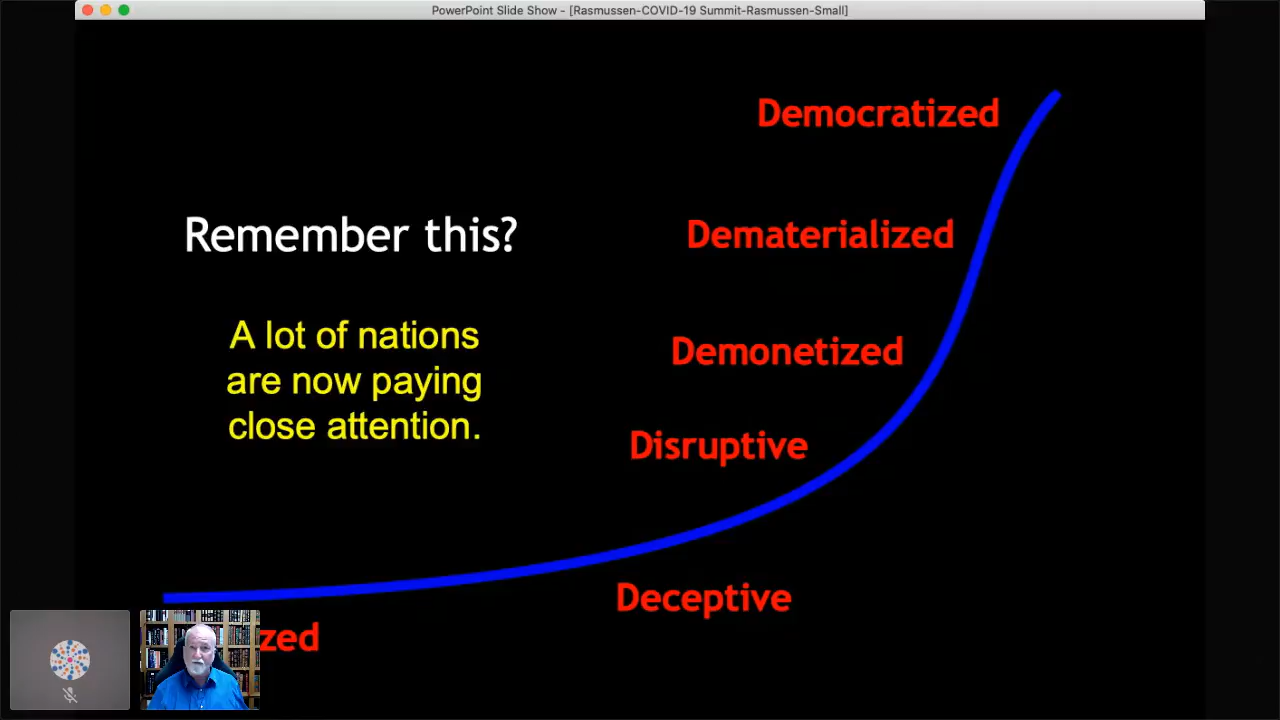 PowerPoint Slide Show - [Rasmussen-COVID-19 Summit-Rasmussen-Small]
Democratized
Remember this?
Dematerialized
A lot of nations
are now paying
close attention.
Demonetized
Disruptive
Deceptive
zed